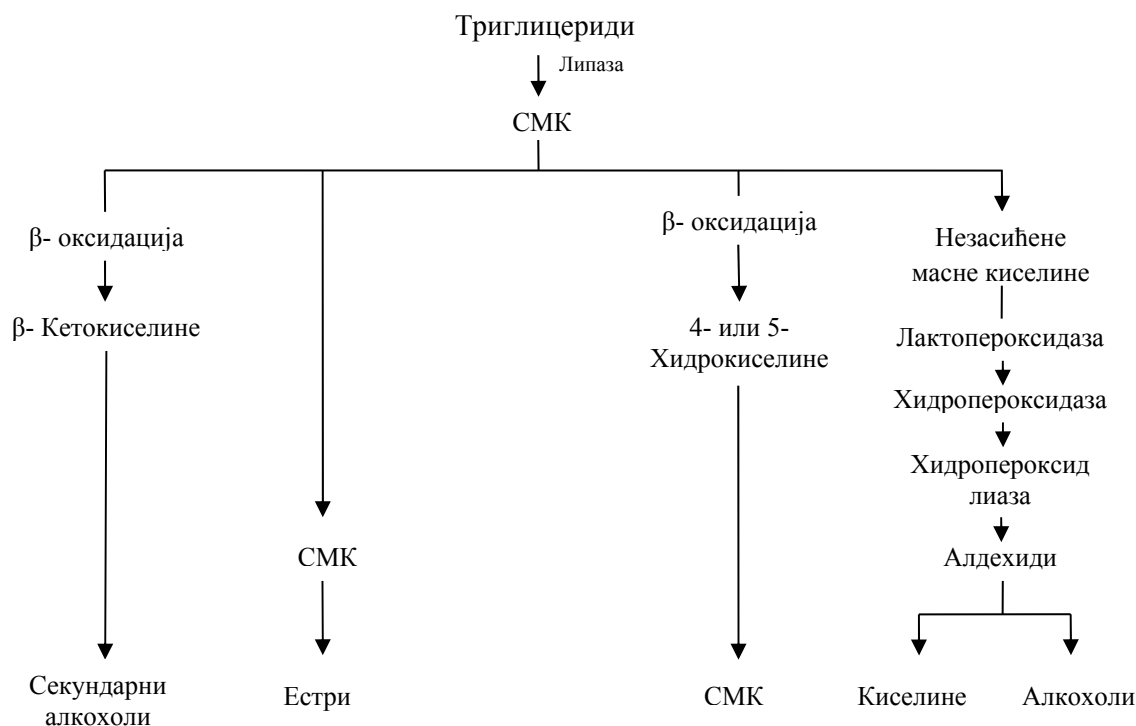 Триглицериди
Липаза
СМК
β- оксидација
β- Кетокиселине
Секундарни
алкохоли
СМК
Естри
β- оксидација
4- или 5-
Хидрокиселине
СМК
Незасићене
масне киселине
Лактопероксидаза
Хидропероксидаза
Хидропероксид
лиаза
Алдехиди
Киселине
Алкохоли